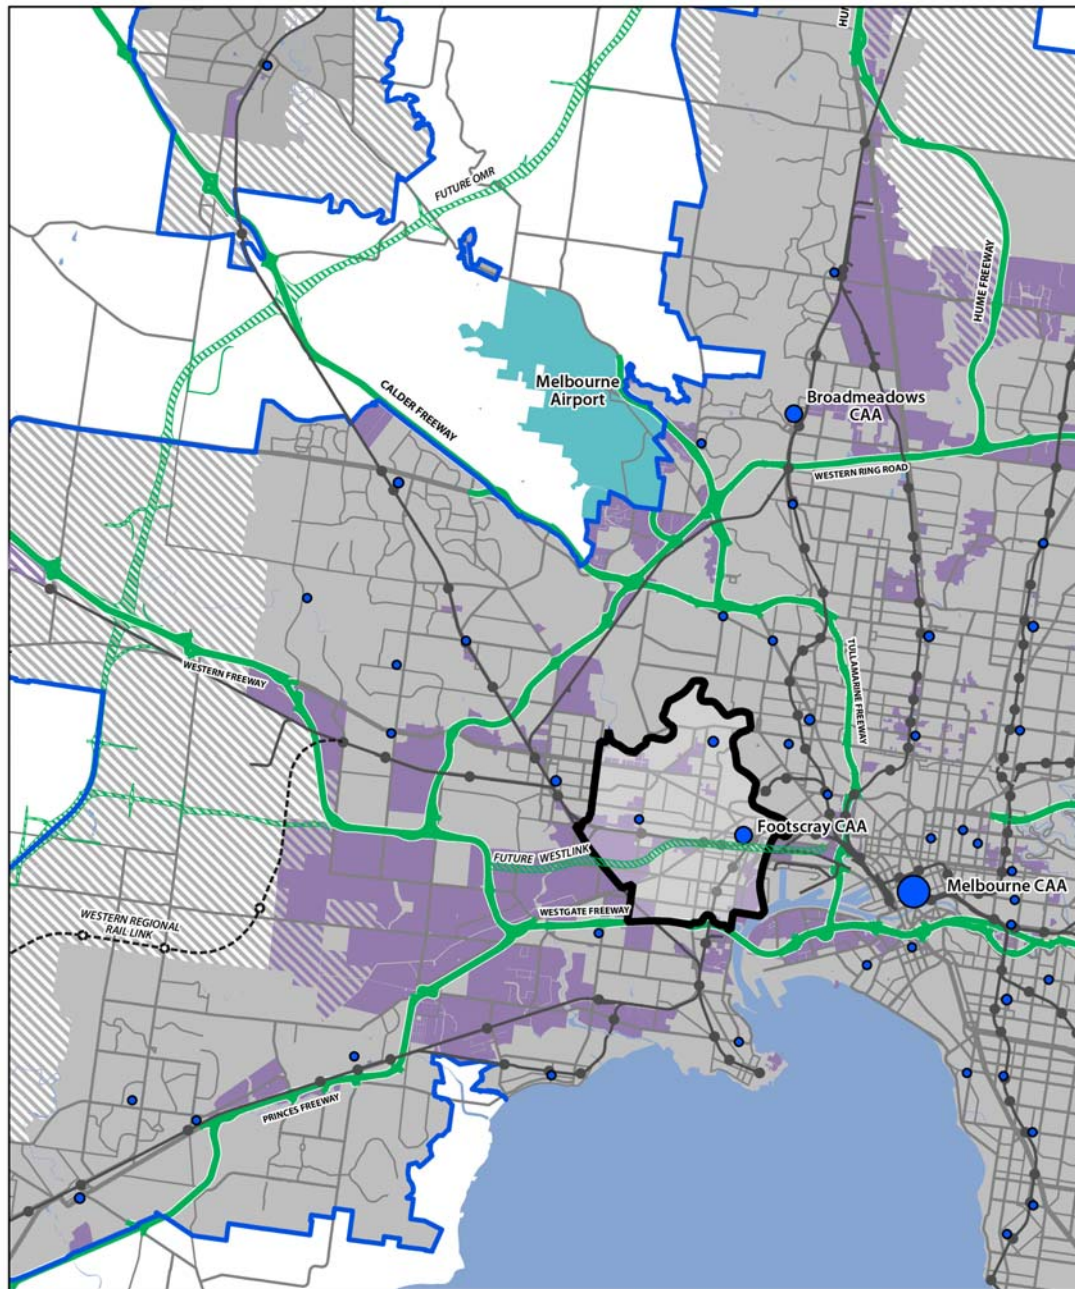 HUM
FUTURE OMR
HUME FREEWAY
Melbourne
Airport
CALDER FREEWAY
Broadmeadows
CAA
WESTERN RING ROAD
TULLAMARINE FREEWAY
WESTERN FREEWAY
Footscray CAA
FUTURE WESTLINK
Melbourne CAA
WESTGATE FREEWAY
WESTERN REGIONAL
RAIL LINK
PRINCES FREEWAY